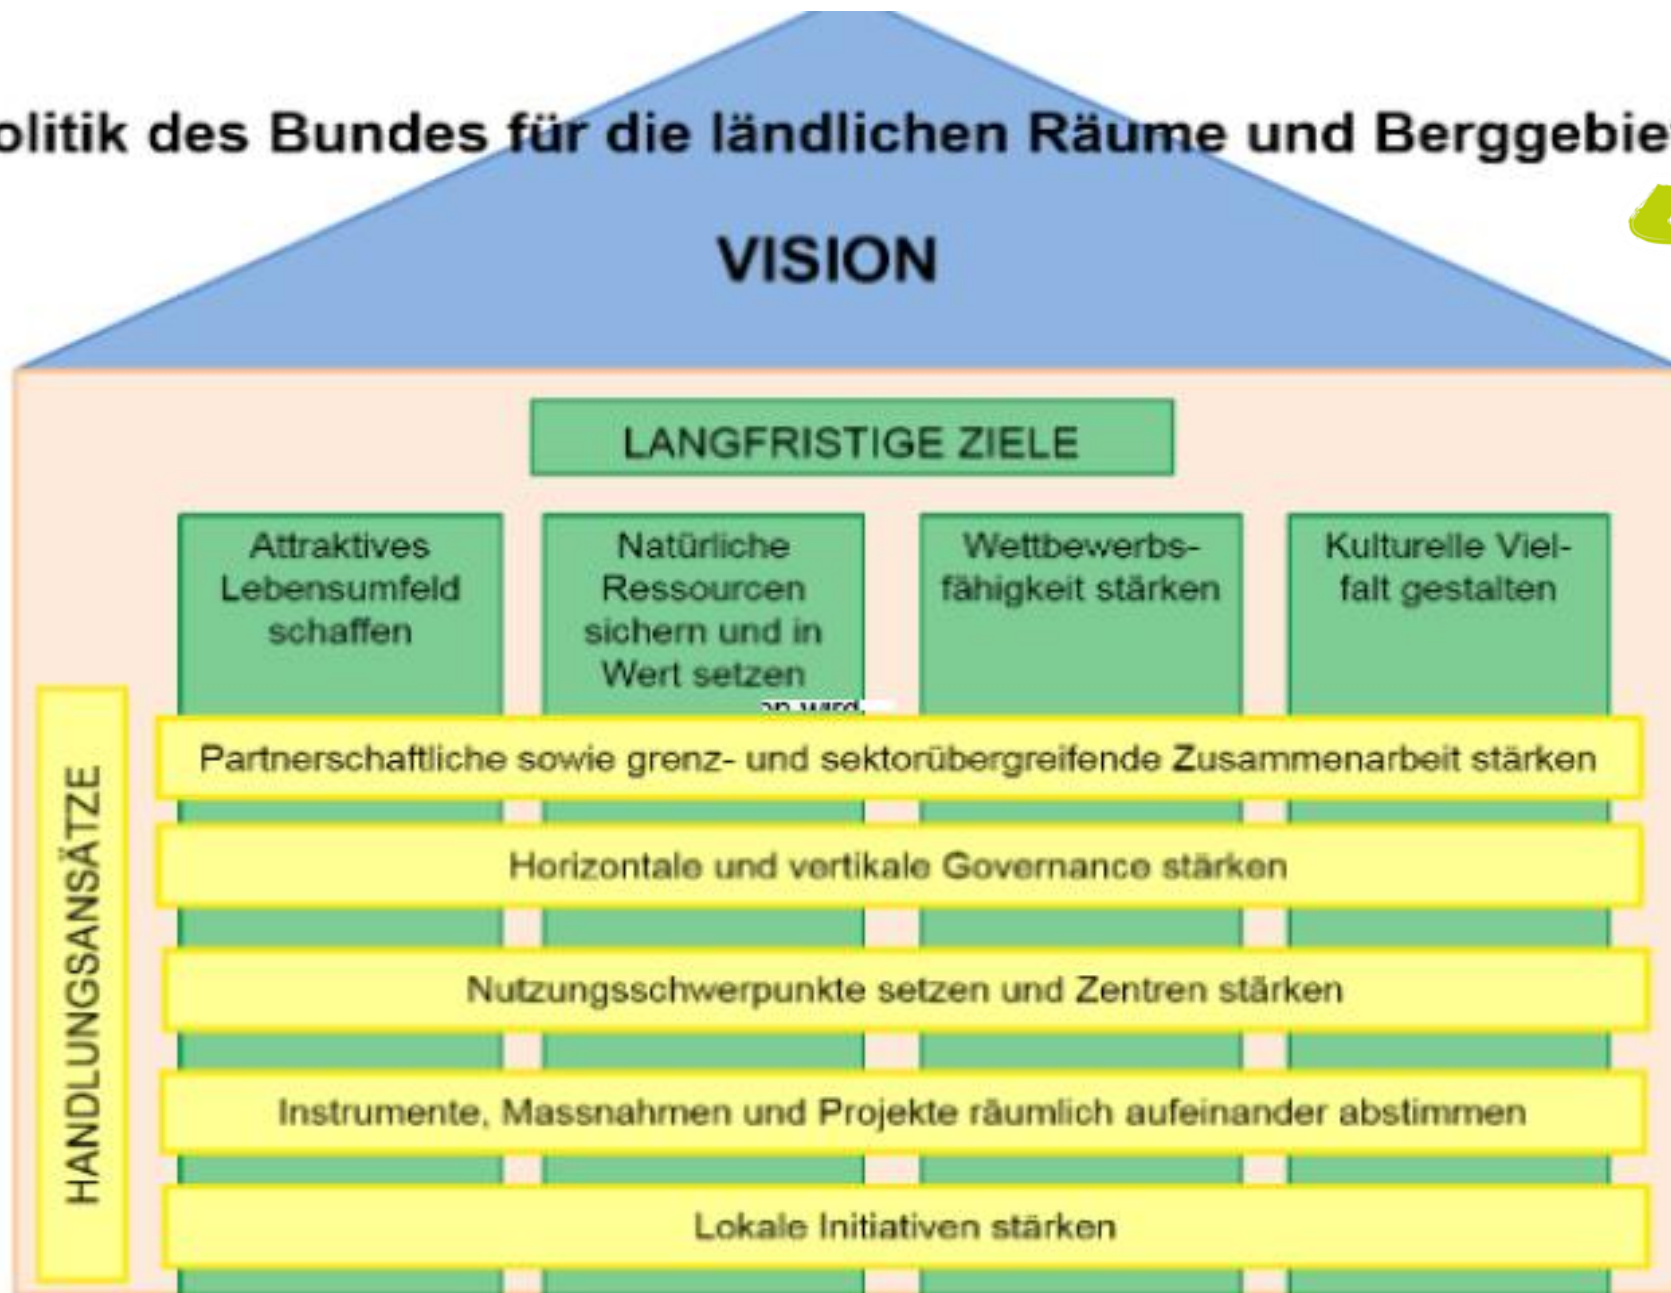 olitik des Bundes für die ländlichen Räume und Berggebie
VISION
LANGFRISTIGE ZIELE
Attraktives
Lebensumfeld
schaffen
Natürliche
Ressourcen
sichern und in
Wert setzen
Wettbewerbs-
fähigkeit stärken
Kulturelle Viel-
falt gestalten
wird
HANDLUNGSANSÄTZE
Partnerschaftliche sowie grenz- und sektorübergreifende Zusammenarbeit stärken
Horizontale und vertikale Governance stärken
Nutzungsschwerpunkte setzen und Zentren stärken
Instrumente, Massnahmen und Projekte räumlich aufeinander abstimmen
Lokale Initiativen stärken